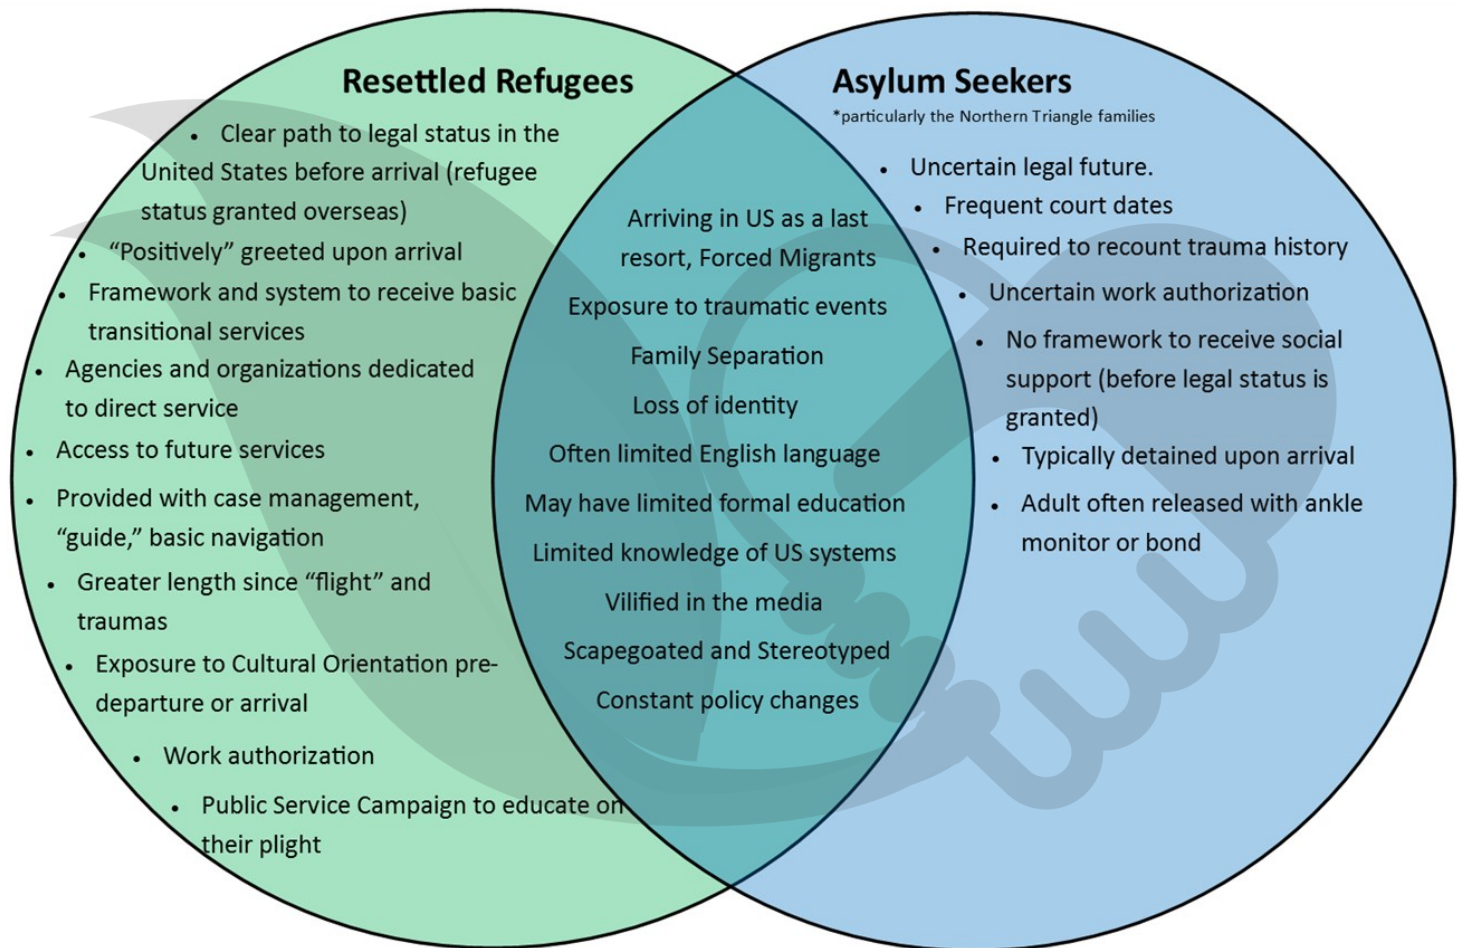 Resettled Refugees
• Clear path to legal status in the
United States before arrival (refugee
status granted overseas)
• “Positively” greeted upon arrival
• Framework and system to receive basic
transitional services
• Agencies and organizations dedicated
to direct service
• Access to future services
• Provided with case management,
“guide,” basic navigation
• Greater length since “flight” and
traumas
• Exposure to Cultural Orientation pre-
departure or arrival
• Work authorization
• Public Service Campaign to educate on
their plight
Arriving in US as a last
resort, Forced Migrants
Exposure to traumatic events
Family Separation
Loss of identity
Often limited English language
May have limited formal education
Limited knowledge of US systems
Vilified in the media
Scapegoated and Stereotyped
Constant policy changes
Asylum Seekers
*particularly the Northern Triangle families
• Uncertain legal future.
• Frequent court dates
• Required to recount trauma history
• Uncertain work authorization
• No framework to receive social
support (before legal status is
granted)
• Typically detained upon arrival
• Adult often released with ankle
monitor or bond